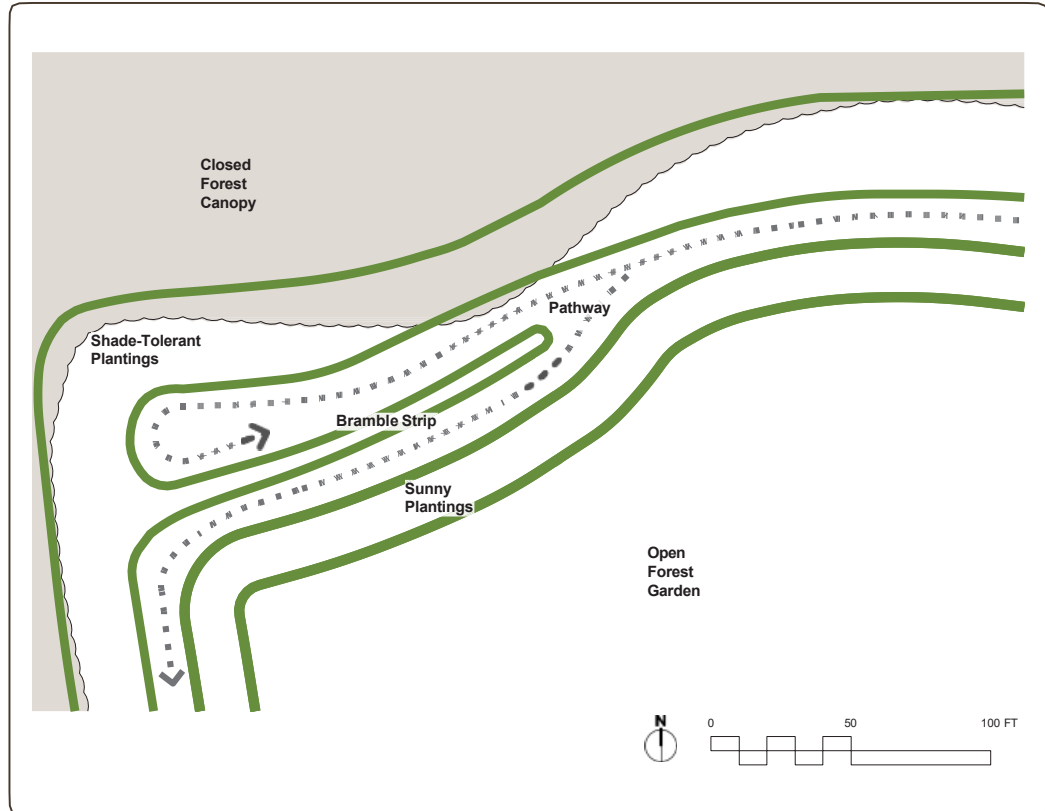 Closed
Forest
Canopy
Pathway
Shade-Tolerant
Plantings
Bramble Strip
Sunny
Plantings
Open
Forest
Garden
N
0 50 100 FT